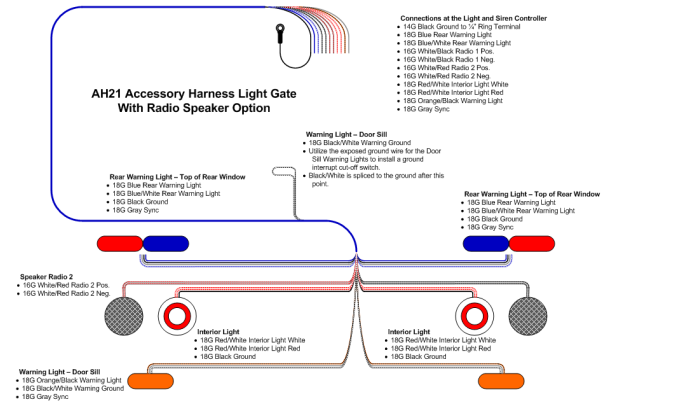 Connections at the Light and Siren Controller
• 14G Black Ground to ¼" Ring Terminal
• 18G Blue Rear Warning Light
• 18G Blue/White Rear Warning Light
• 16G White/Black Radio 1 Pos.
• 16G White/Black Radio 1 Neg.
• 16G White/Red Radio 2 Pos.
• 16G White/Red Radio 2 Neg.
• 18G Red/White Interior Light White
• 18G Red/White Interior Light Red
• 18G Orange/Black Warning Light
• 18G Gray Sync
AH21 Accessory Harness Light Gate
With Radio Speaker Option
Warning Light – Door Sill
• 18G Black/White Warning Ground
• Utilize the exposed ground wire for the Door
Sill Warning Lights to install a ground
interrupt cut-off switch.
• Black/White is spliced to the ground after this
point.
Rear Warning Light – Top of Rear Window
• 18G Blue Rear Warning Light
• 18G Blue/White Rear Warning Light
• 18G Black Ground
• 18G Gray Sync
Rear Warning Light – Top of Rear Window
• 18G Blue Rear Warning Light
• 18G Blue/White Rear Warning Light
• 18G Black Ground
• 18G Gray Sync
Speaker Radio 2
• 16G White/Red Radio 2 Pos.
• 16G White/Red Radio 2 Neg.
Interior Light
• 18G Red/White Interior Light White
• 18G Red/White Interior Light Red
• 18G Black Ground
Interior Light
• 18G Red/White Interior Light White
• 18G Red/White Interior Light Red
• 18G Black Ground
Warning Light – Door Sill
• 18G Orange/Black Warning Light
• 18G Black/White Warning Ground
• 18G Gray Sync